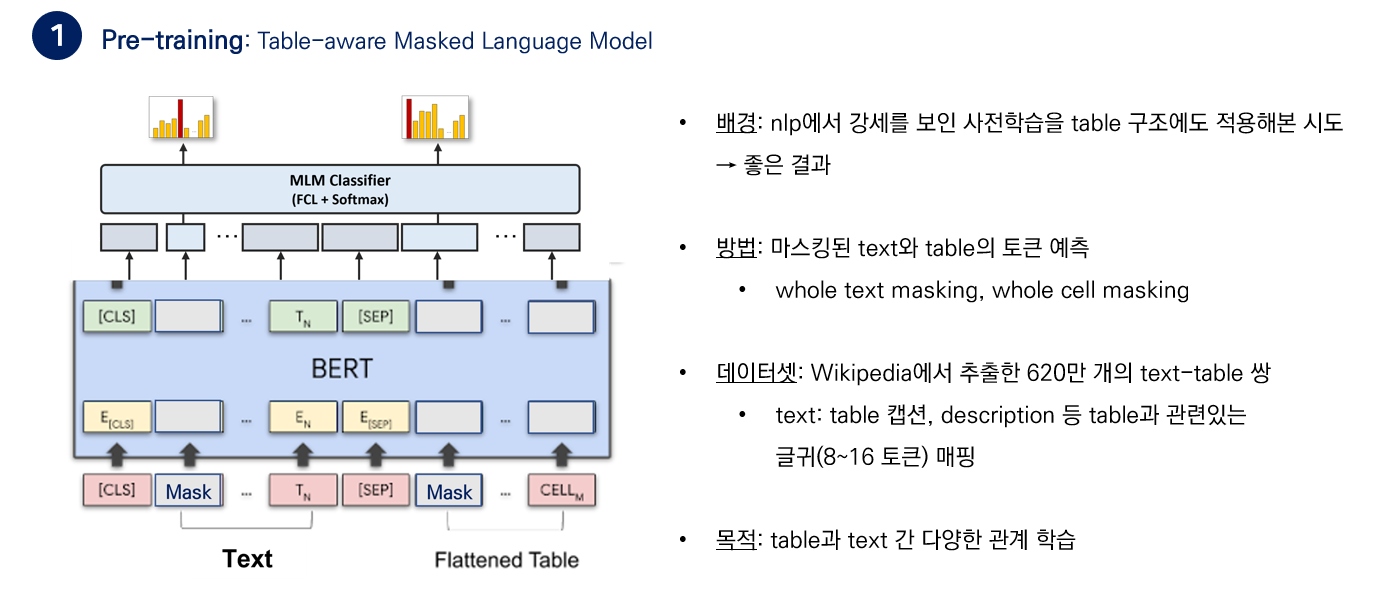 1 Pre-training: Table-aware Masked Language Model
MLM Classifier
(FCL + Softmax)
...
...
[CLS]
...
T_N
[SEP]
...
BERT
E_[CLS]
...
E_N
E_[SEP]
...
[CLS]
Mask
...
T_N
[SEP]
Mask
...
CELL_M
Text
Flattened Table
• 배경: nlp에서 강세를 보인 사전학습을 table 구조에도 적용해본 시도
→ 좋은 결과
• 방법: 마스킹된 text와 table의 토큰 예측
• whole text masking, whole cell masking
• 데이터셋: Wikipedia에서 추출한 620만 개의 text-table 쌍
• text: table 캡션, description 등 table과 관련있는
글귀(8~16 토큰) 매핑
• 목적: table과 text 간 다양한 관계 학습